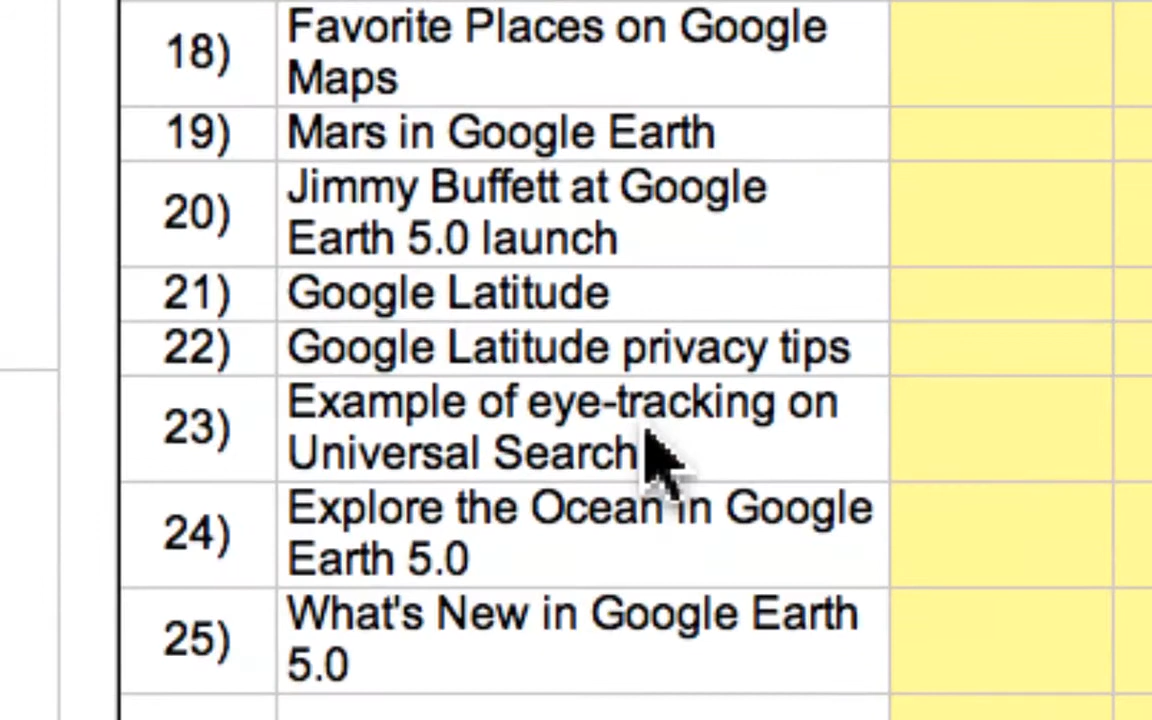 18)
Favorite Places on Google
Maps
19)
Mars in Google Earth
20)
Jimmy Buffett at Google
Earth 5.0 launch
21)
Google Latitude
22)
Google Latitude privacy tips
23)
Example of eye-tracking on
Universal Search
24)
Explore the Ocean in Google
Earth 5.0
25)
What's New in Google Earth
5.0